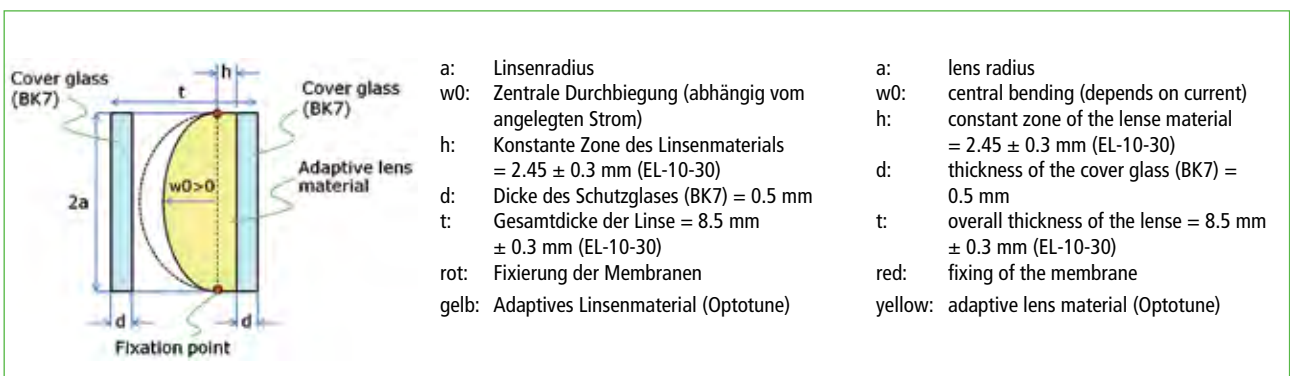 Cover glass
(BK7)
t
h
Cover glass
(BK7)
Adaptive lens
material
w0>0
2a
d
d
Fixation point
a: Linsenradius
w0: Zentrale Durchbiegung (abhängig vom
angelegten Strom)
h: Konstante Zone des Linsenmaterials
= 2.45 ± 0.3 mm (EL-10-30)
d: Dicke des Schutzglases (BK7) = 0.5 mm
t: Gesamtdicke der Linse = 8.5 mm
± 0.3 mm (EL-10-30)
rot: Fixierung der Membranen
gelb: Adaptives Linsenmaterial (Optotune)
a: lens radius
w0: central bending (depends on current)
h: constant zone of the lense material
= 2.45 ± 0.3 mm (EL-10-30)
d: thickness of the cover glass (BK7) =
0.5 mm
t: overall thickness of the lense = 8.5 mm
± 0.3 mm (EL-10-30)
red: fixing of the membrane
yellow: adaptive lens material (Optotune)